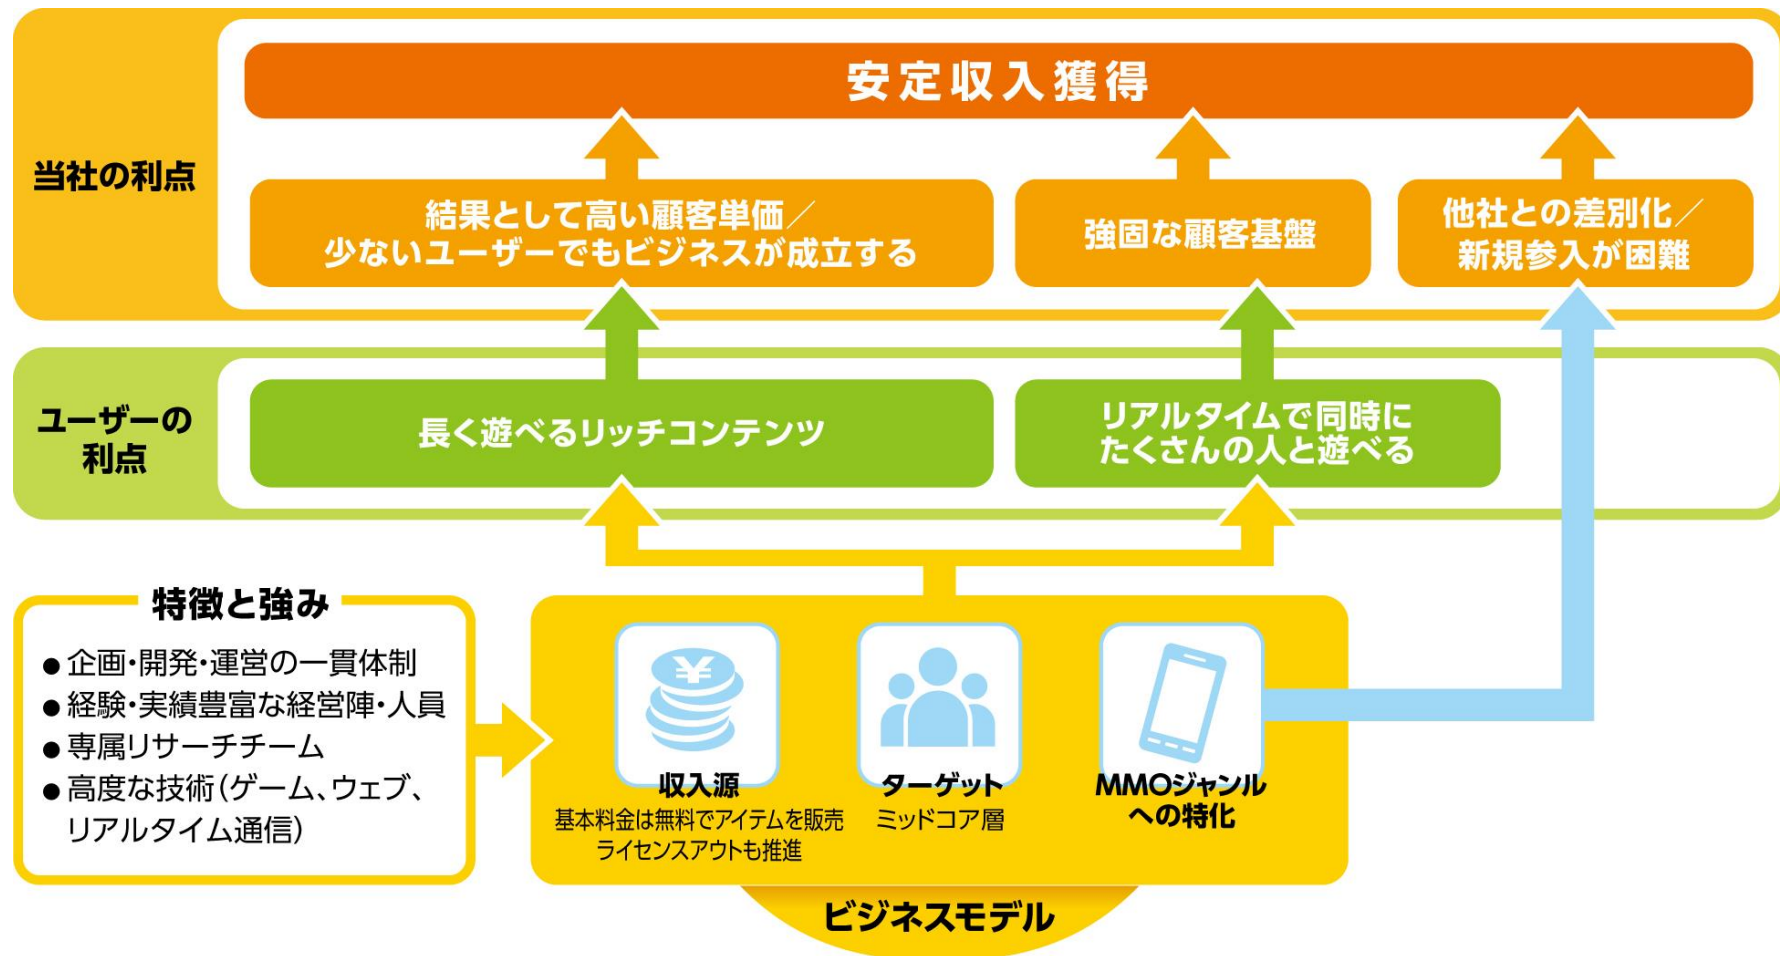 安定収入獲得
当社の利点
結果として高い顧客単価／
少ないユーザーでもビジネスが成立する
強固な顧客基盤
他社との差別化／
新規参入が困難
ユーザーの
利点
長く遊べるリッチコンテンツ
リアルタイムで同時に
たくさんの人と遊べる
特徴と強み
●企画・開発・運営の一貫体制
●経験・実績豊富な経営陣・人員
●専属リサーチチーム
●高度な技術（ゲーム、ウェブ、
リアルタイム通信）
¥
収入源
基本料金は無料でアイテムを販売
ライセンスアウトも推進
ターゲット
ミッドコア層
MMOジャンル
への特化
ビジネスモデル